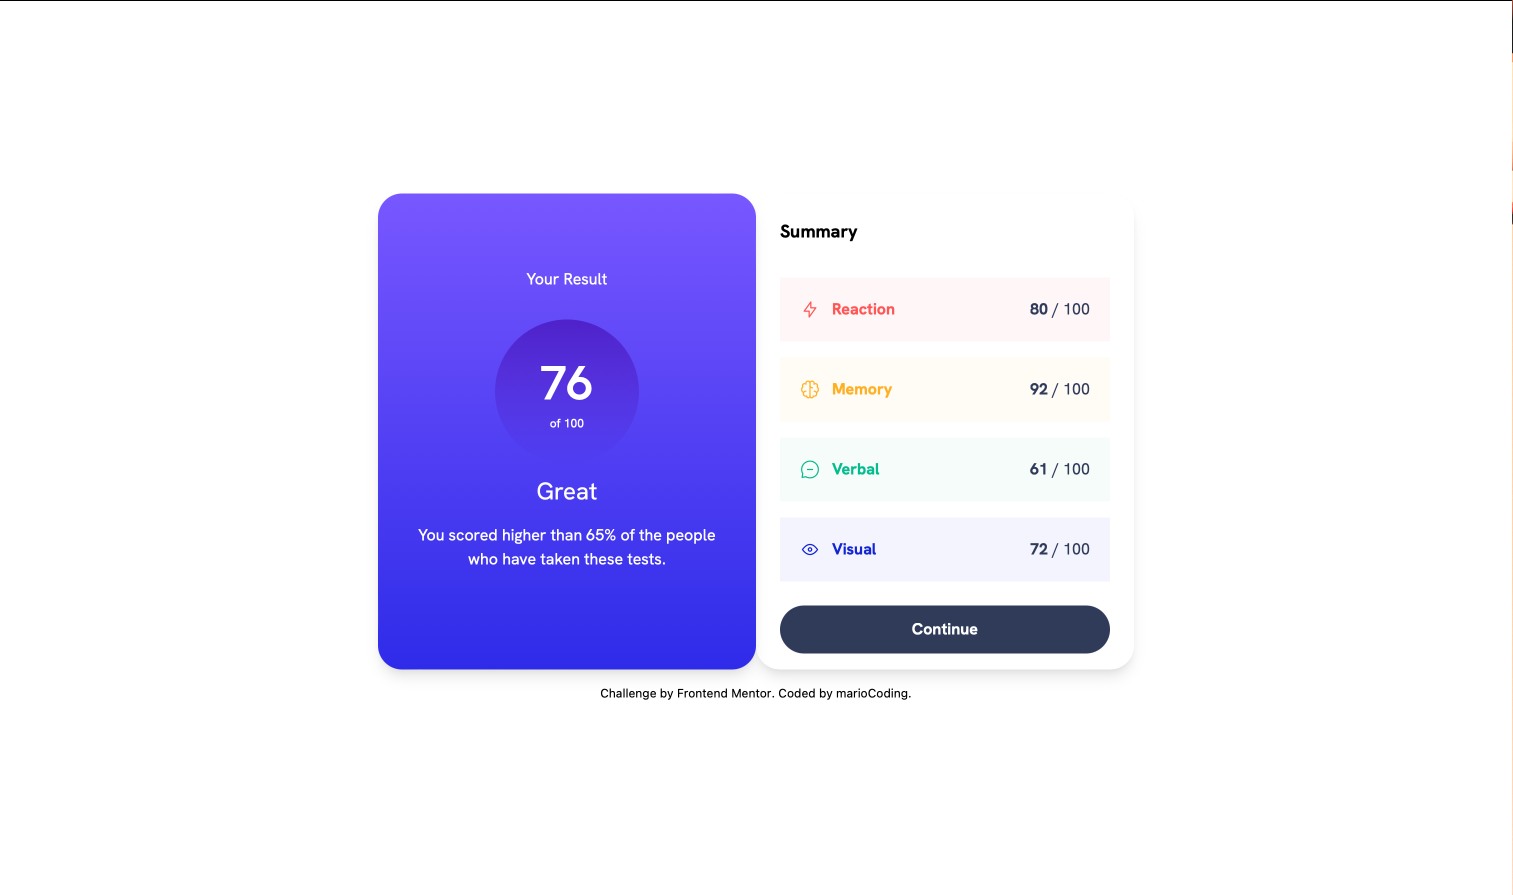 Your Result
76
of 100
Great
You scored higher than 65% of the people
who have taken these tests.
Summary
Reaction 80 / 100
Memory 92 / 100
Verbal 61 / 100
Visual 72 / 100
Continue
Challenge by Frontend Mentor. Coded by marioCoding.